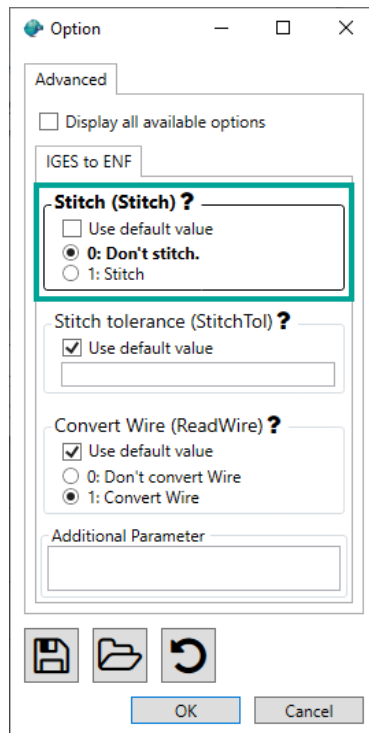 Option
Advanced
Display all available options
IGES to ENF
Stitch (Stitch) ?
Use default value
0: Don't stitch.
1: Stitch
Stitch tolerance (StitchTol) ?
Use default value
Convert Wire (ReadWire) ?
Use default value
0: Don't convert Wire
1: Convert Wire
Additional Parameter
OK Cancel